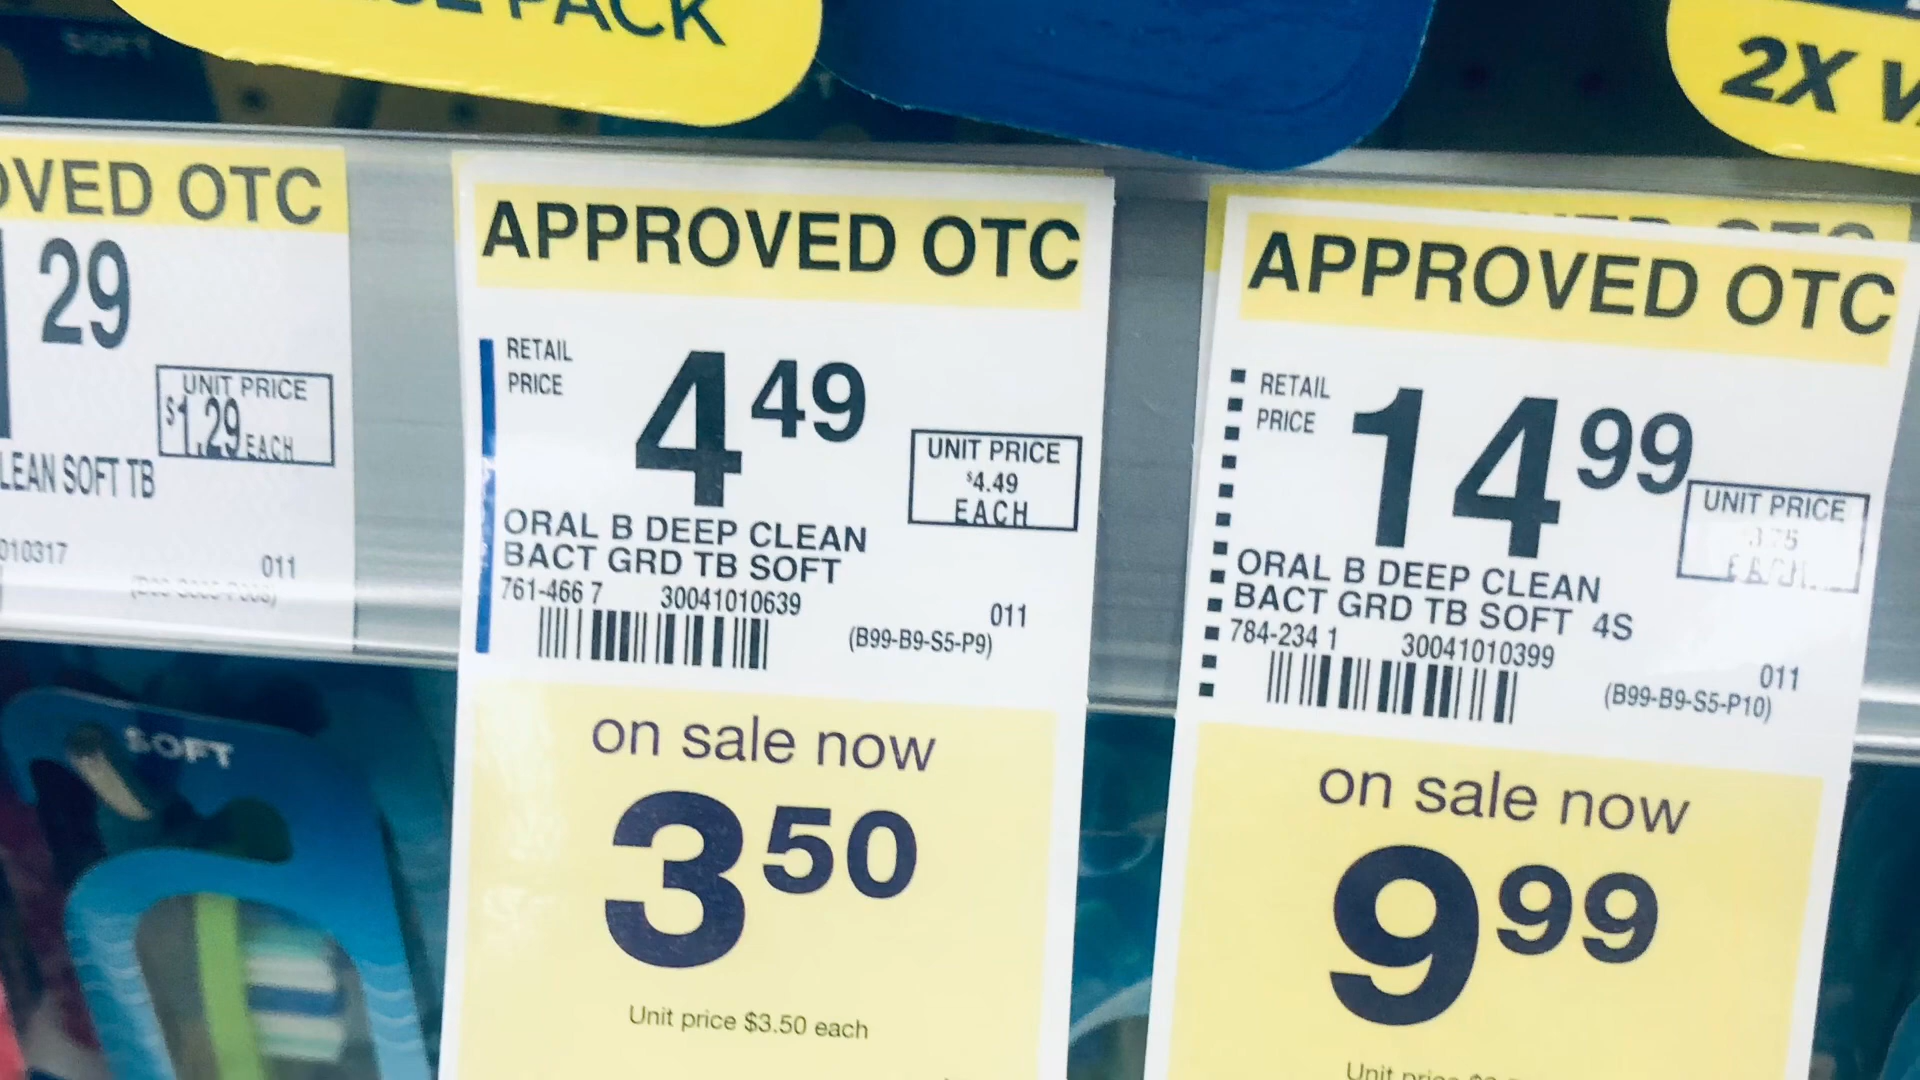 PACK
2X
SOFT
OTC
29
UNIT PRICE
$1.29 EACH
SOFT TB
010317
011
APPROVED OTC
RETAIL
PRICE
4 49
UNIT PRICE
$4.49
EACH
ORAL B DEEP CLEAN
BACT GRD TB SOFT
761-466 7 30041010639
011
(B99-B9-S5-P9)
on sale now
3 50
Unit price $3.50 each
APPROVED OTC
RETAIL
PRICE
14 99
UNIT PRICE
ORAL B DEEP CLEAN
BACT GRD TB SOFT 4S
784-234 1 30041010399
011
(B99-B9-S5-P10)
on sale now
9 99
Unit price
SOFT